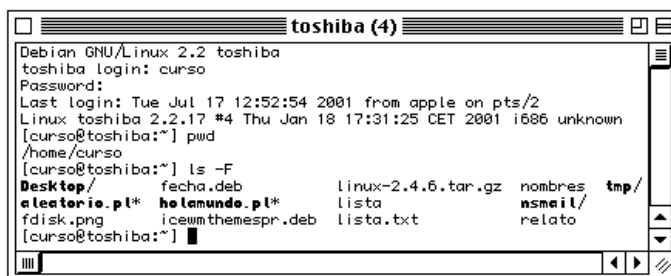 toshiba (4)
Debian GNU/Linux 2.2 toshiba
toshiba login: curso
Password:
Last login: Tue Jul 17 12:52:54 2001 from apple on pts/2
Linux toshiba 2.2.17 #4 Thu Jan 18 17:31:25 CET 2001 i686 unknown
[curso@toshiba:~] pwd
/home/curso
[curso@toshiba:~] ls -F
Desktop/ fecha.deb linux-2.4.6.tar.gz nombres tmp/
aleatorio.pl* holamundo.pl* lista nsmail/
fdisk.png icewmthemespr.deb lista.txt relato
[curso@toshiba:~]